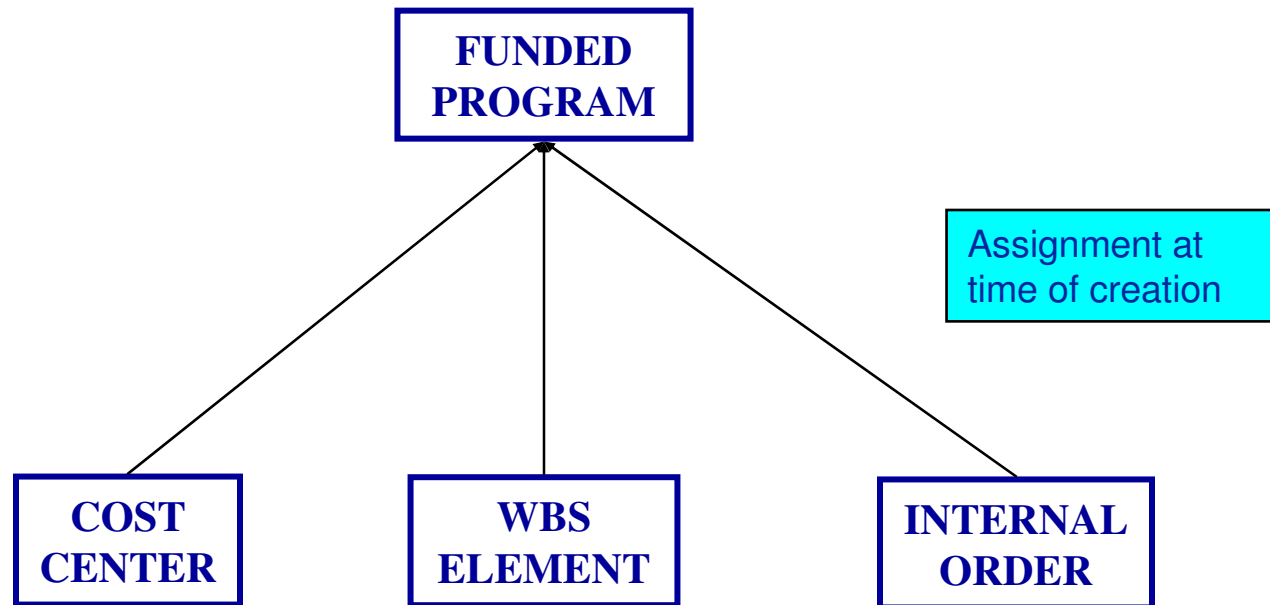 FUNDED
PROGRAM
Assignment at
time of creation
COST
CENTER
WBS
ELEMENT
INTERNAL
ORDER